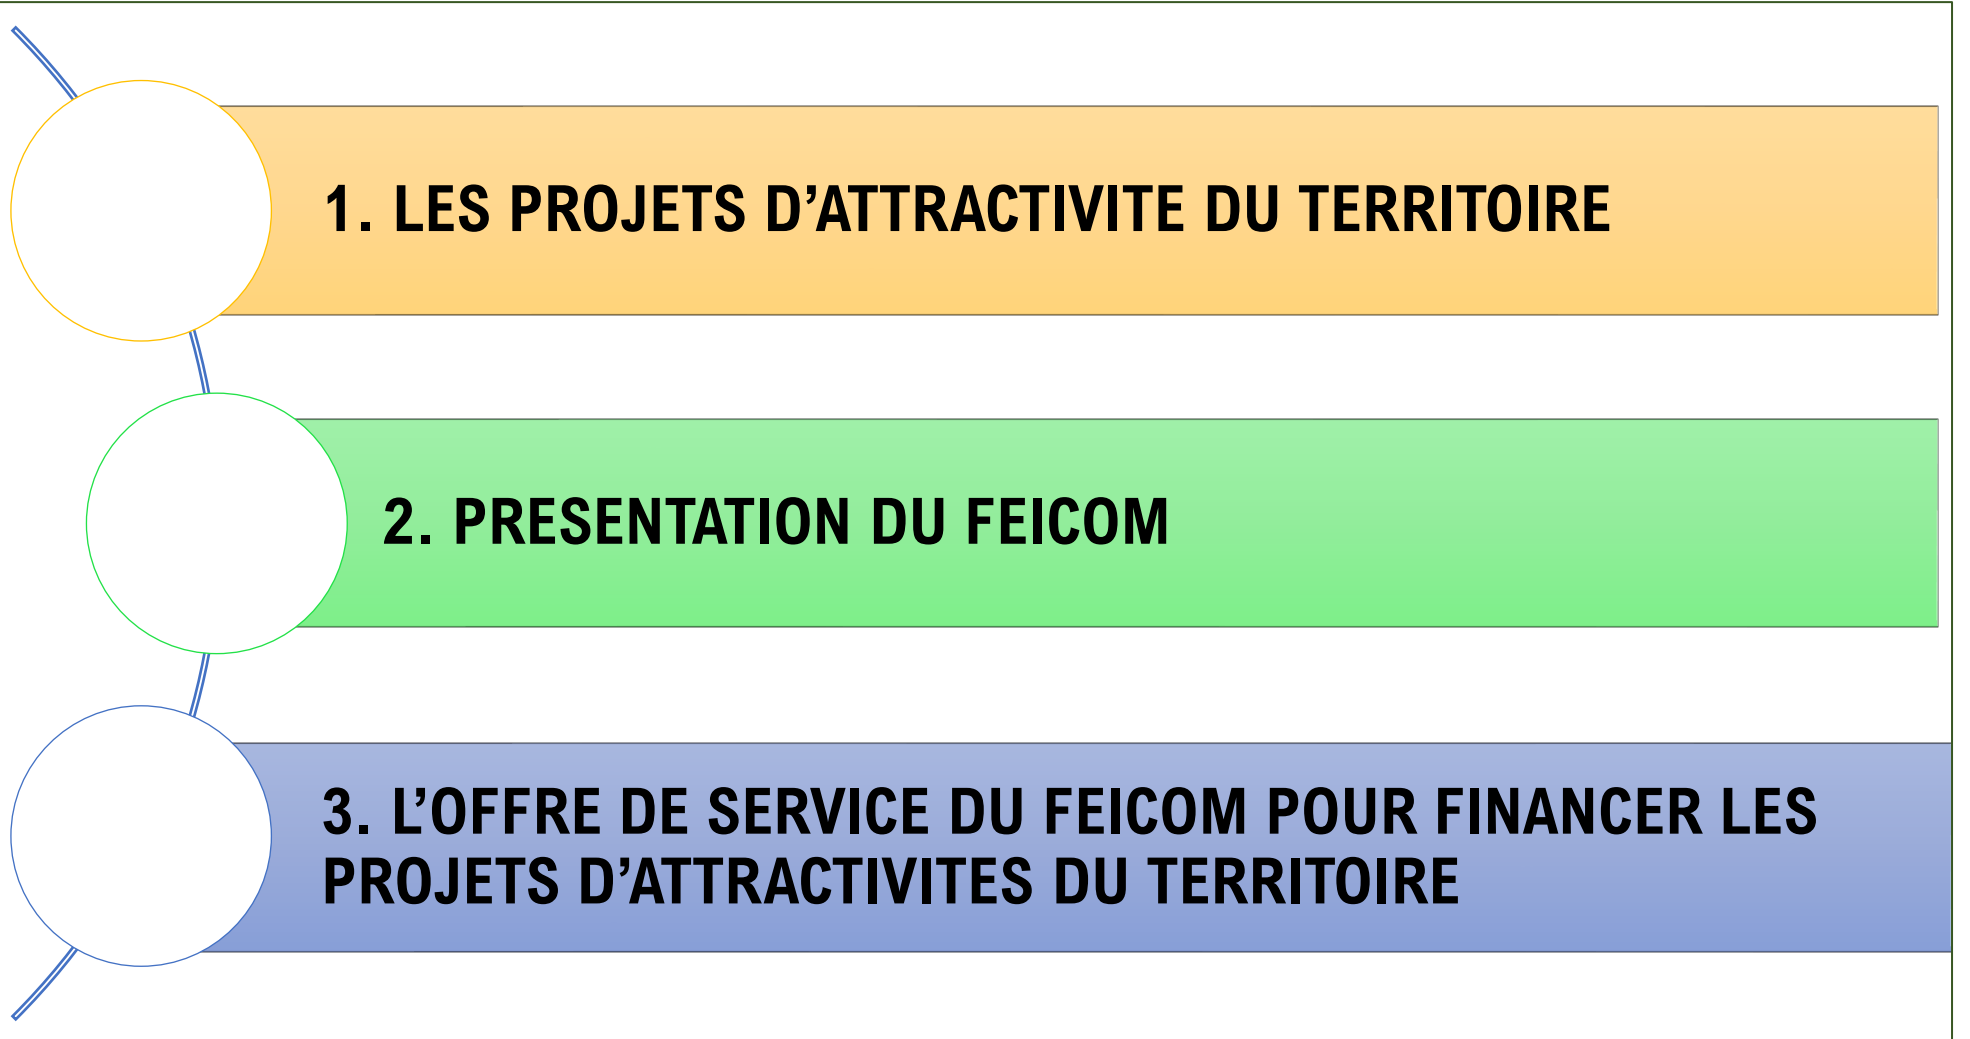 1. LES PROJETS D’ATTRACTIVITE DU TERRITOIRE
2. PRESENTATION DU FEICOM
3. L’OFFRE DE SERVICE DU FEICOM POUR FINANCER LES
PROJETS D’ATTRACTIVITES DU TERRITOIRE